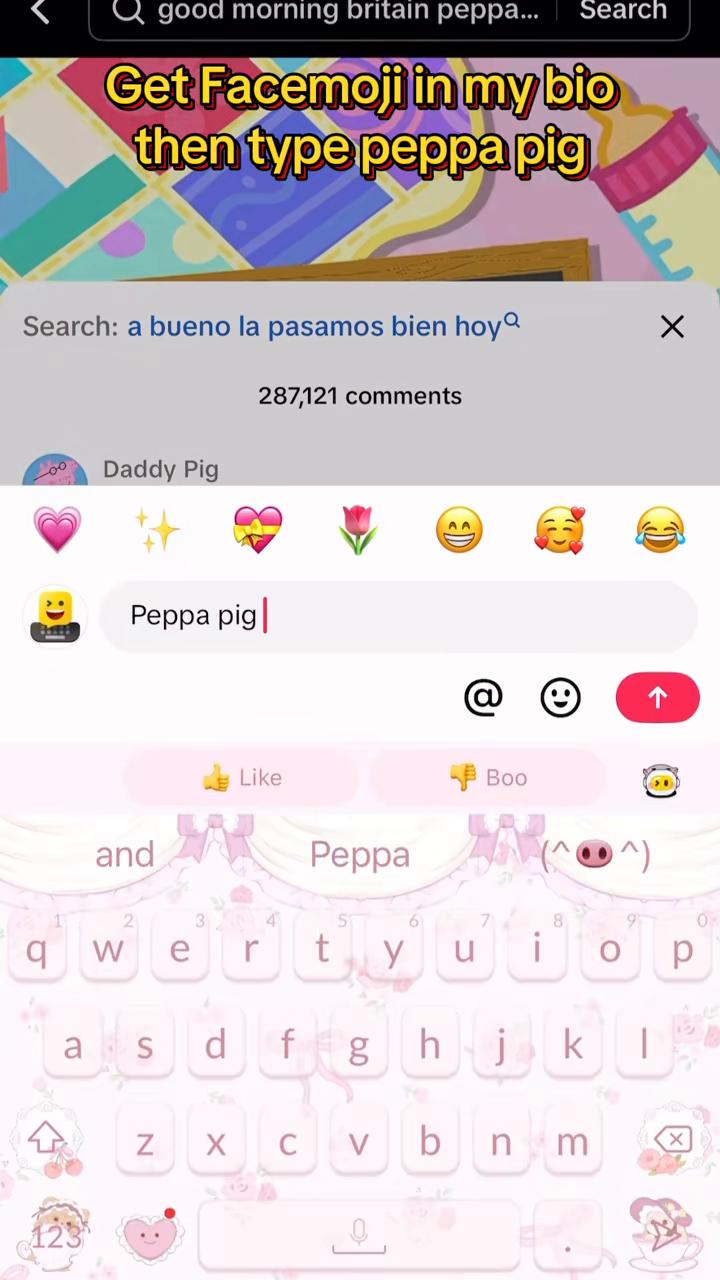 good morning britain peppa... Search
Get Facemoji in my bio
then type peppa pig
Search: a bueno la pasamos bien hoy
287,121 comments
Daddy Pig
Peppa pig
@
👍 Like 👎 Boo
and Peppa (^🐽^)
1 2 3 4 5 6 7 8 9 0
q w e r t y u i o p
a s d f g h j k l
z x c v b n m
123 .